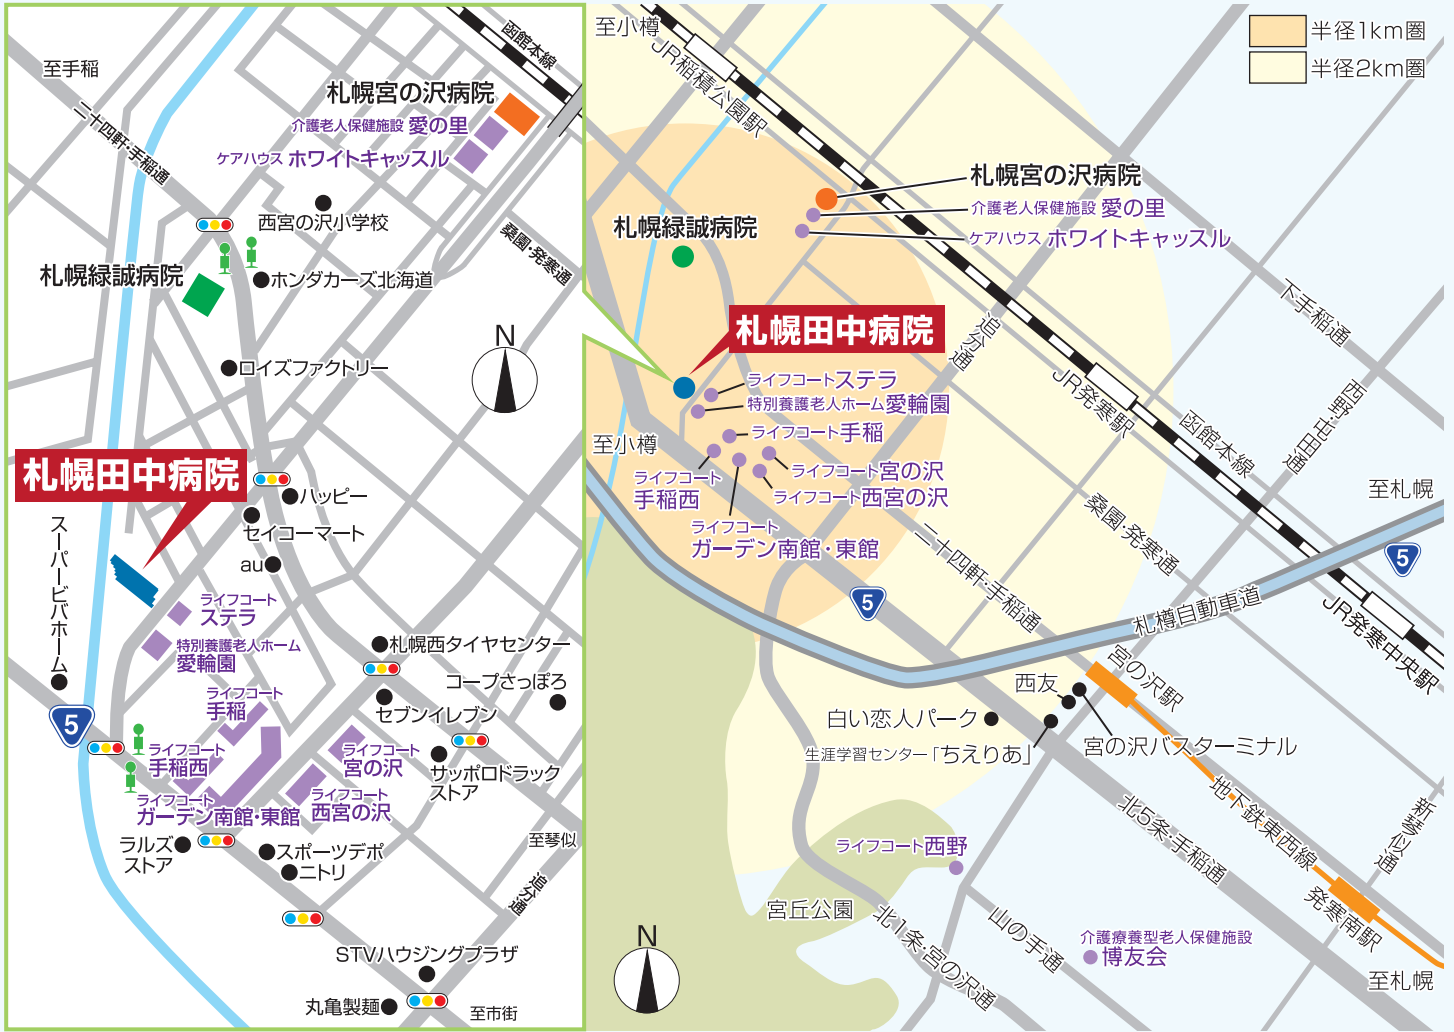 至手稲
二十四軒・手稲通
函館本線
札幌宮の沢病院
介護老人保健施設 愛の里
ケアハウス ホワイトキャッスル
西宮の沢小学校
桑園・発寒通
札幌緑誠病院
ホンダカーズ北海道
N
ロイズファクトリー
札幌田中病院
ハッピー
セイコーマート
au
スーパービバホーム
ライフコート
ステラ
特別養護老人ホーム
愛輪園
札幌西タイヤセンター
コープさっぽろ
セブンイレブン
ライフコート
手稲
5
ライフコート
手稲西
ライフコート
宮の沢
サッポロドラック
ストア
ライフコート
ガーデン南館・東館
ライフコート
西宮の沢
ラルズ
ストア
スポーツデポ
ニトリ
至琴似
追分通
STVハウジングプラザ
丸亀製麺
至市街
至小樽
JR稲積公園駅
半径1km圏
半径2km圏
札幌宮の沢病院
介護老人保健施設 愛の里
ケアハウス ホワイトキャッスル
札幌緑誠病院
札幌田中病院
追分通
下手稲通
JR発寒駅
西野・屯田通
函館本線
ライフコートステラ
特別養護老人ホーム愛輪園
ライフコート手稲
至小樽
ライフコート
手稲西
ライフコート宮の沢
ライフコート西宮の沢
ライフコート
ガーデン南館・東館
至札幌
桑園・発寒通
二十四軒・手稲通
5
5
札樽自動車道
JR発寒中央駅
宮の沢駅
西友
白い恋人パーク
宮の沢バスターミナル
生涯学習センター「ちえりあ」
地下鉄東西線
北5条・手稲通
新琴似通
ライフコート西野
発寒南駅
宮丘公園
北1条・宮の沢通
山の手通
介護療養型老人保健施設
博友会
至札幌
N